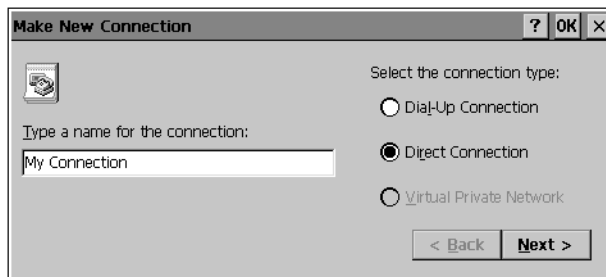 Make New Connection ? OK ×
Select the connection type:
Dial-Up Connection
Type a name for the connection:
My Connection
Direct Connection
Virtual Private Network
< Back Next >